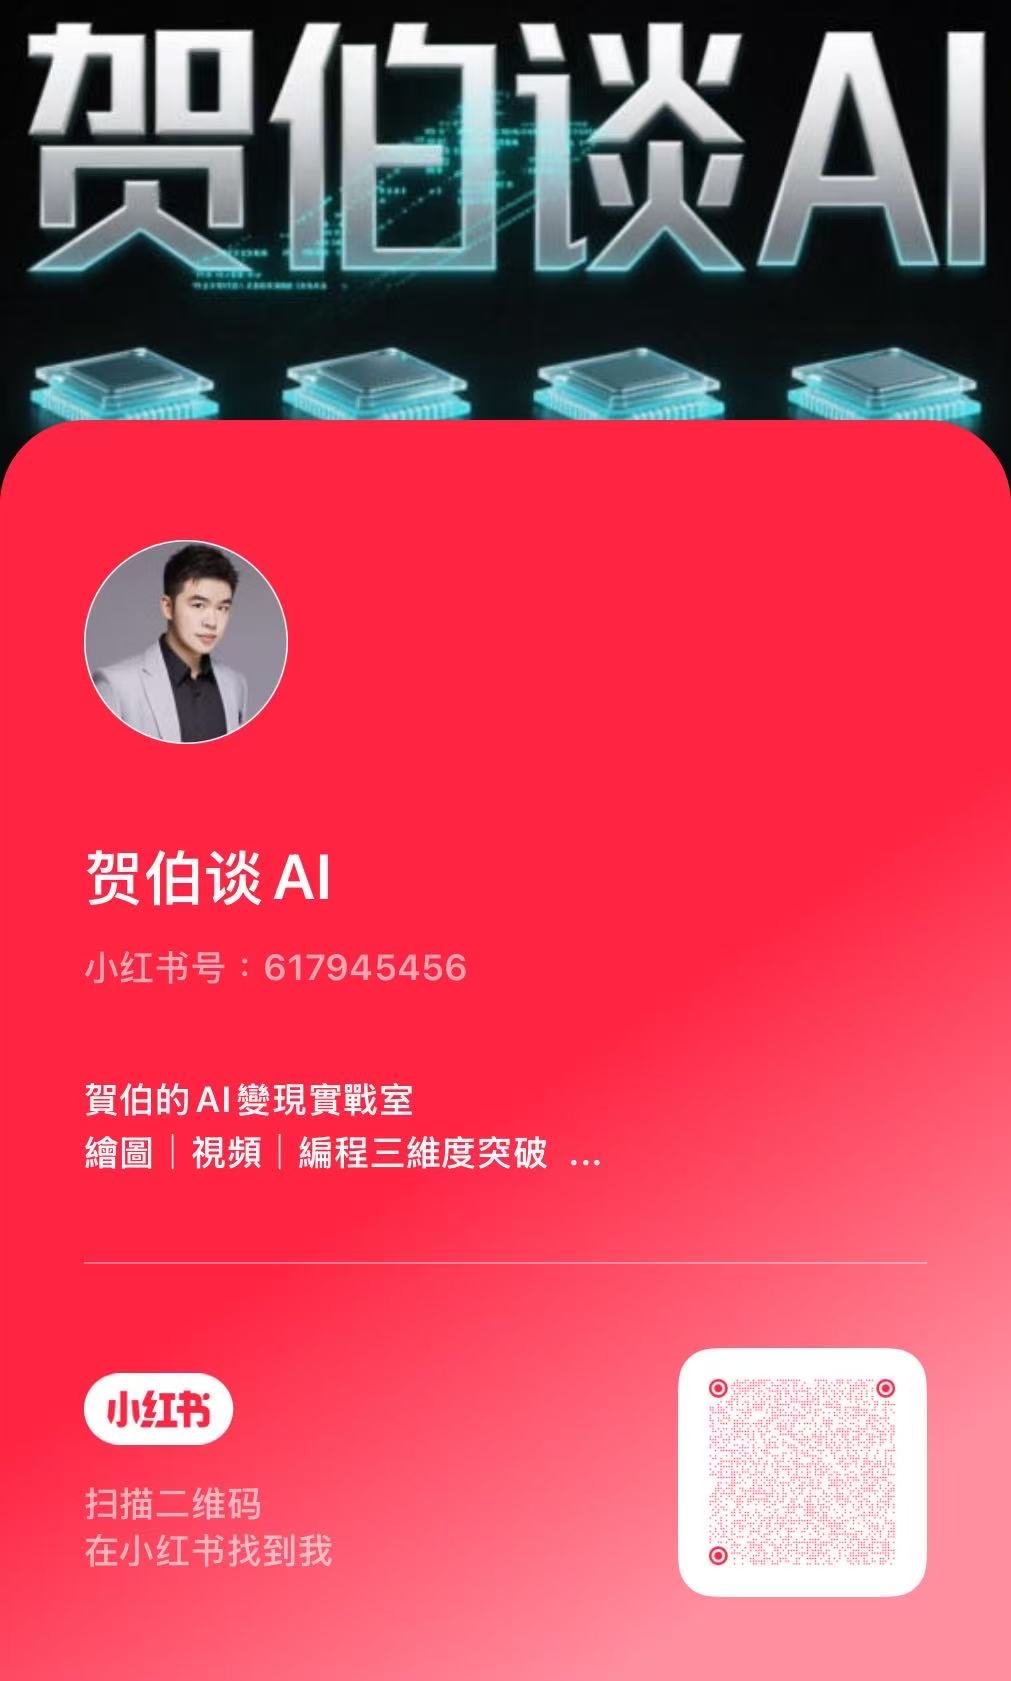 贺伯谈AI
贺伯谈 AI
小红书号：617945456
賀伯的AI變現實戰室
繪圖｜視頻｜編程三維度突破 ...
小红书
扫描二维码
在小红书找到我